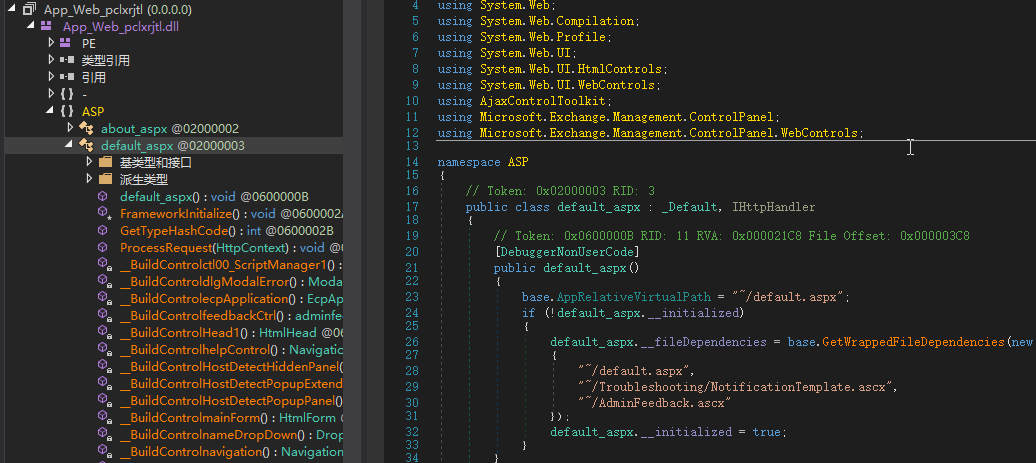 App_Web_pclxrjtl (0.0.0.0)
App_Web_pclxrjtl.dll
PE
类型引用
引用
{ } -
{ } ASP
about_aspx @02000002
default_aspx @02000003
基类型和接口
派生类型
default_aspx() : void @0600000B
FrameworkInitialize() : void @0600002A
GetTypeHashCode() : int @0600002B
ProcessRequest(HttpContext) : void @0
__BuildControlctl00_ScriptManager1() :
__BuildControldlgModalError() : Moda
__BuildControlecpApplication() : EcpAp
__BuildControlfeedbackCtrl() : adminfe
__BuildControlHead1() : HtmlHead @06
__BuildControlhelpControl() : Navigation
__BuildControlHostDetectHiddenPanel()
__BuildControlHostDetectPopupExtend
__BuildControlHostDetectPopupPanel()
__BuildControlmainForm() : HtmlForm
__BuildControlnameDropDown() : Drop
__BuildControlnavigation() : Navigation
4 using System.Web;
5 using System.Web.Compilation;
6 using System.Web.Profile;
7 using System.Web.UI;
8 using System.Web.UI.HtmlControls;
9 using System.Web.UI.WebControls;
10 using AjaxControlToolkit;
11 using Microsoft.Exchange.Management.ControlPanel;
12 using Microsoft.Exchange.Management.ControlPanel.WebControls;
13
14 namespace ASP
15 {
16 // Token: 0x02000003 RID: 3
17 public class default_aspx : _Default, IHttpHandler
18 {
19 // Token: 0x0600000B RID: 11 RVA: 0x000021C8 File Offset: 0x000003C8
20 [DebuggerNonUserCode]
21 public default_aspx()
22 {
23 base.AppRelativeVirtualPath = "~/default.aspx";
24 if (!default_aspx.__initialized)
25 {
26 default_aspx.__fileDependencies = base.GetWrappedFileDependencies(new
27 {
28 "~/default.aspx",
29 "~/Troubleshooting/NotificationTemplate.ascx",
30 "~/AdminFeedback.ascx"
31 });
32 default_aspx.__initialized = true;
33 }
34 }